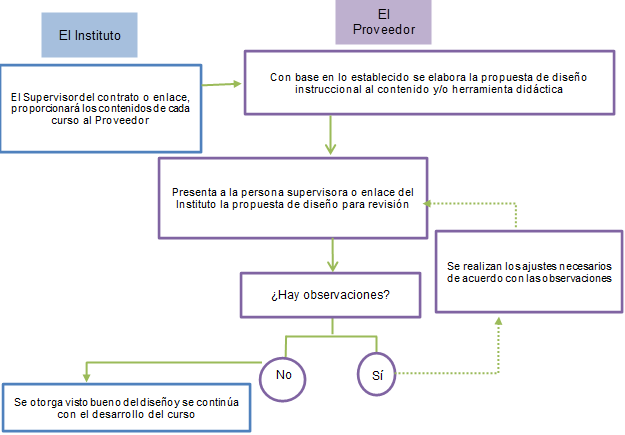 El Instituto
El
Proveedor
El Supervisor del contrato o enlace,
proporcionará los contenidos de cada
curso al Proveedor
Con base en lo establecido se elabora la propuesta de diseño
instruccional al contenido y/o herramienta didáctica
Presenta a la persona supervisora o enlace del
Instituto la propuesta de diseño para revisión
Se realizan los ajustes necesarios
de acuerdo con las observaciones
¿Hay observaciones?
No
Sí
Se otorga visto bueno del diseño y se continúa
con el desarrollo del curso